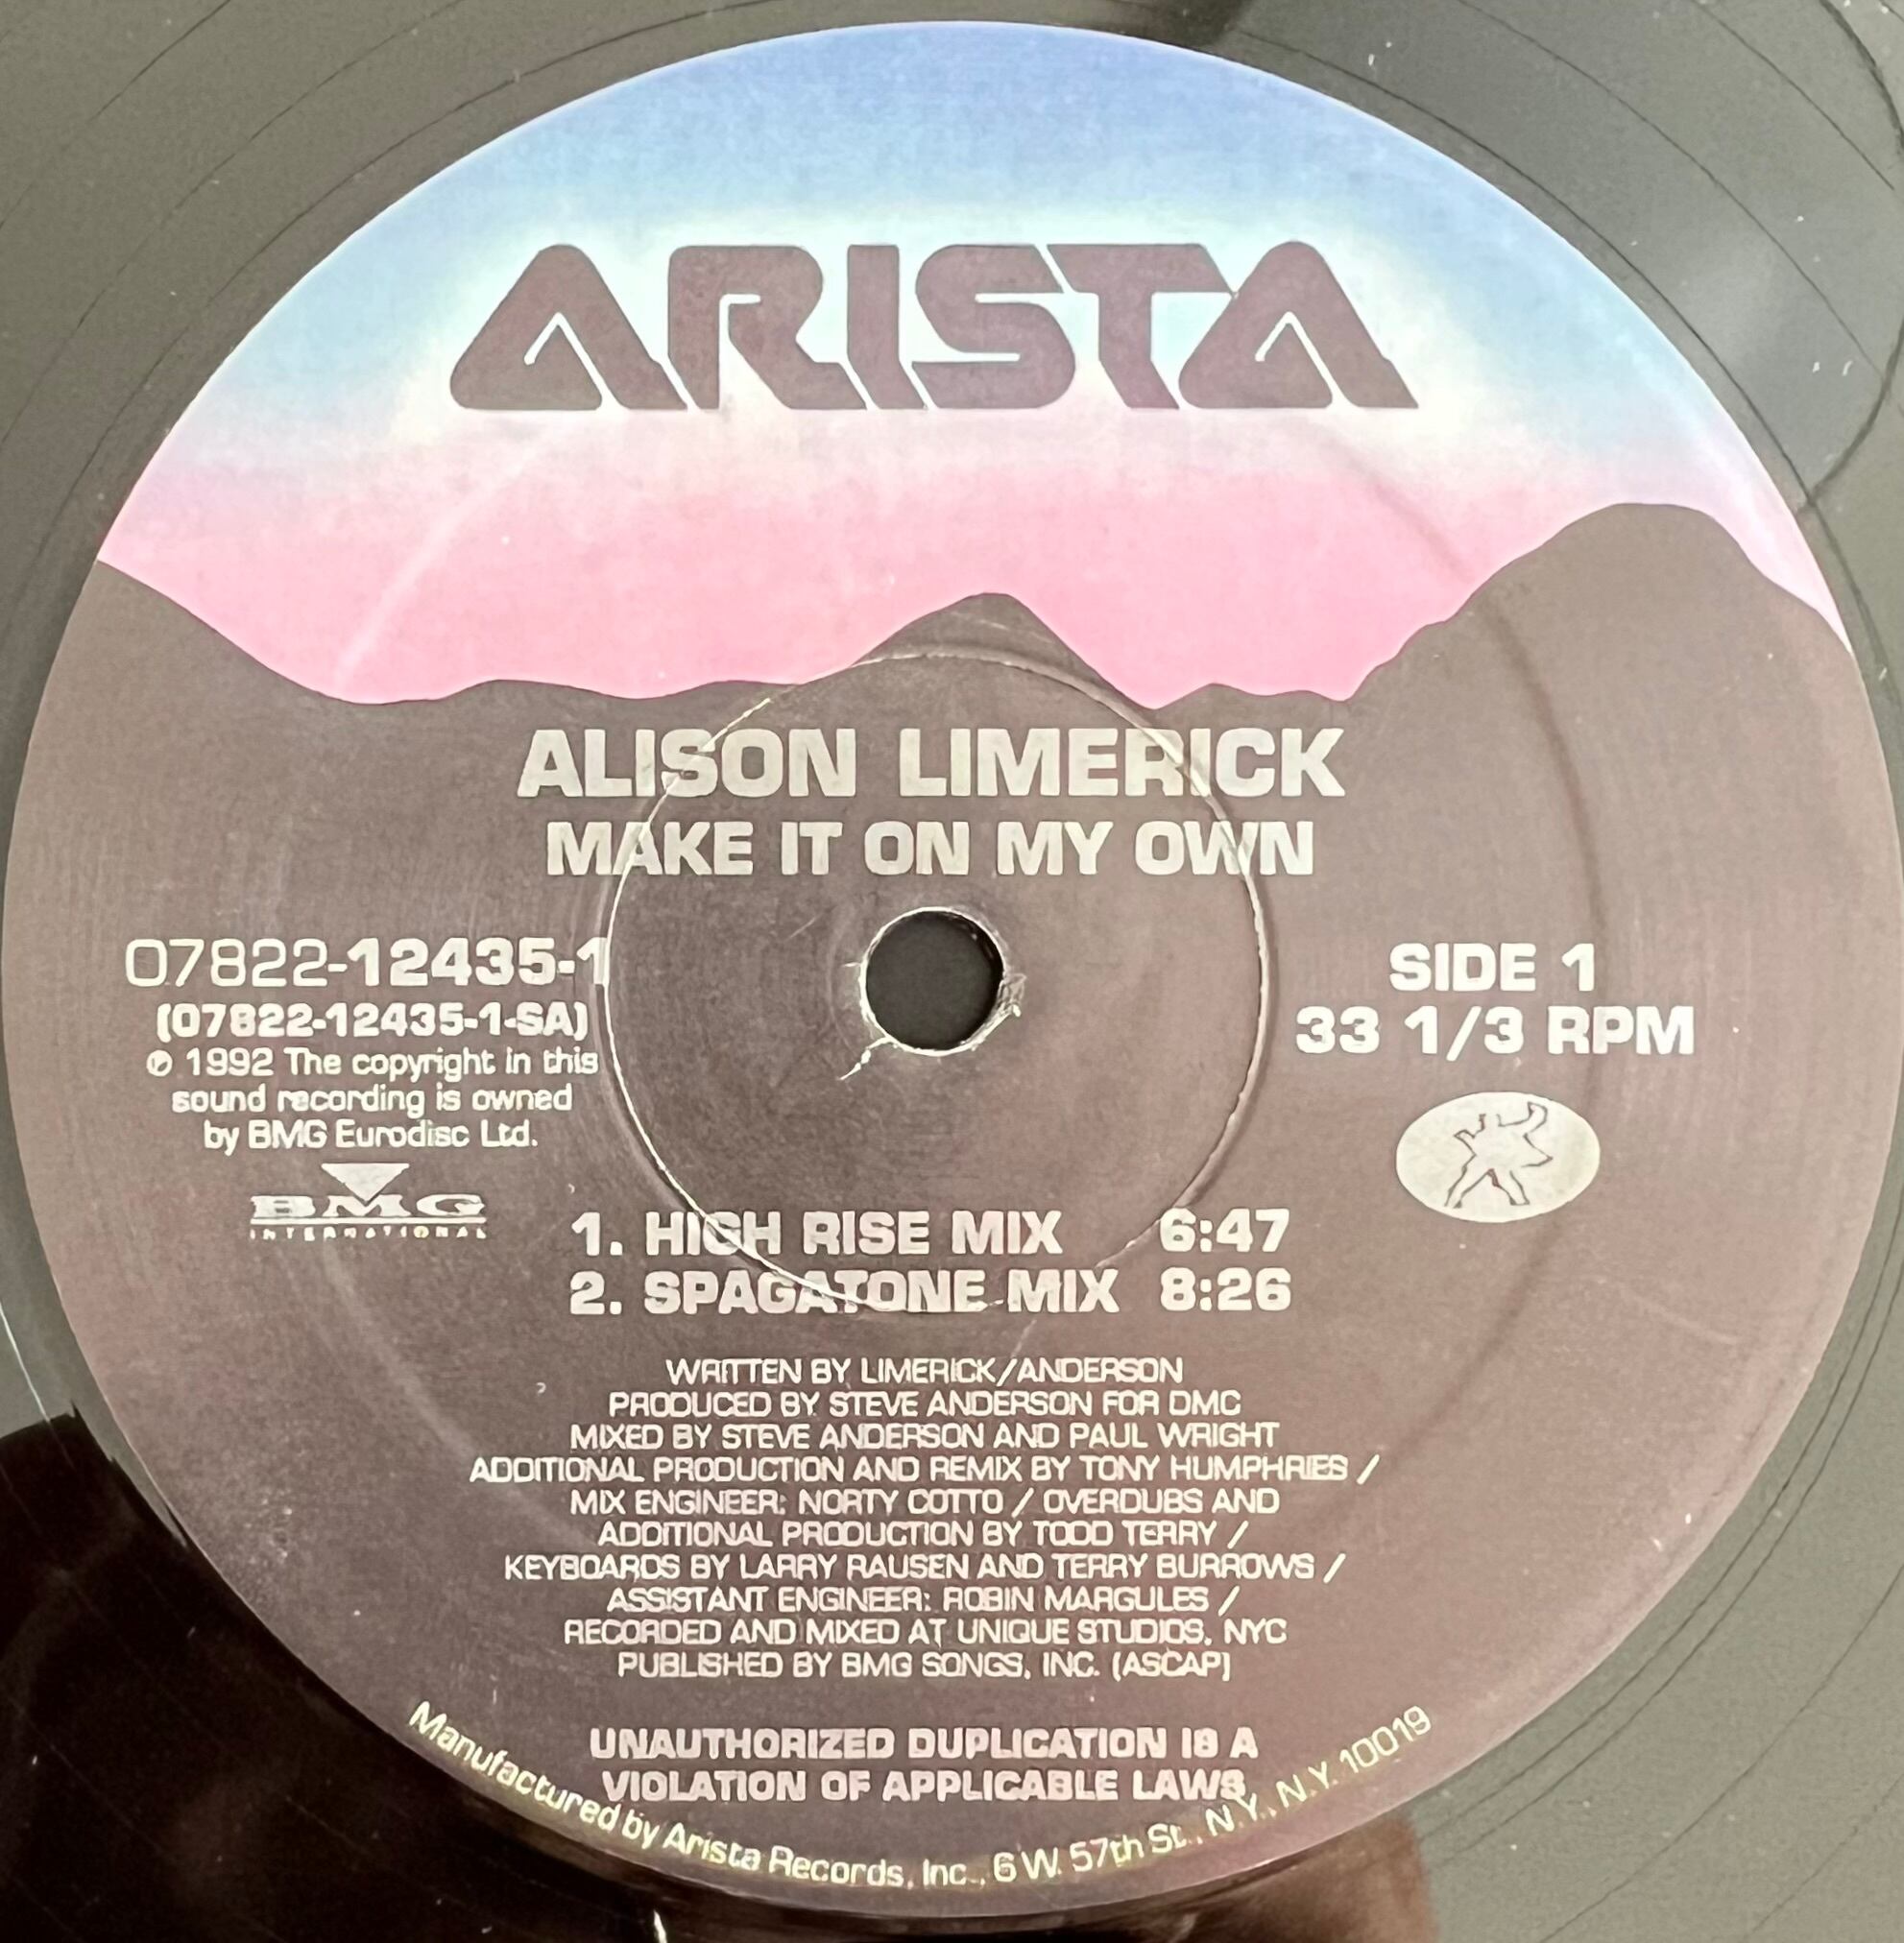 ARISTA
ALISON LIMERICK
MAKE IT ON MY OWN
07822-12435-1
(07822-12435-1-SA)
℗ 1992 The copyright in this
sound recording is owned
by BMG Eurodisc Ltd.
BMG
INTERNATIONAL
SIDE 1
33 1/3 RPM
1. HIGH RISE MIX 6:47
2. SPAGATONE MIX 8:26
WRITTEN BY LIMERICK/ANDERSON
PRODUCED BY STEVE ANDERSON FOR DMC
MIXED BY STEVE ANDERSON AND PAUL WRIGHT
ADDITIONAL PRODUCTION AND REMIX BY TONY HUMPHRIES /
MIX ENGINEER: NORTY COTTO / OVERDUBS AND
ADDITIONAL PRODUCTION BY TODD TERRY /
KEYBOARDS BY LARRY RAUSEN AND TERRY BURROWS /
ASSISTANT ENGINEER: ROBIN MARGULES /
RECORDED AND MIXED AT UNIQUE STUDIOS, NYC
PUBLISHED BY BMG SONGS, INC. (ASCAP)
UNAUTHORIZED DUPLICATION IS A
VIOLATION OF APPLICABLE LAWS
Manufactured by Arista Records, Inc., 6 W. 57th St., N.Y., N.Y. 10019